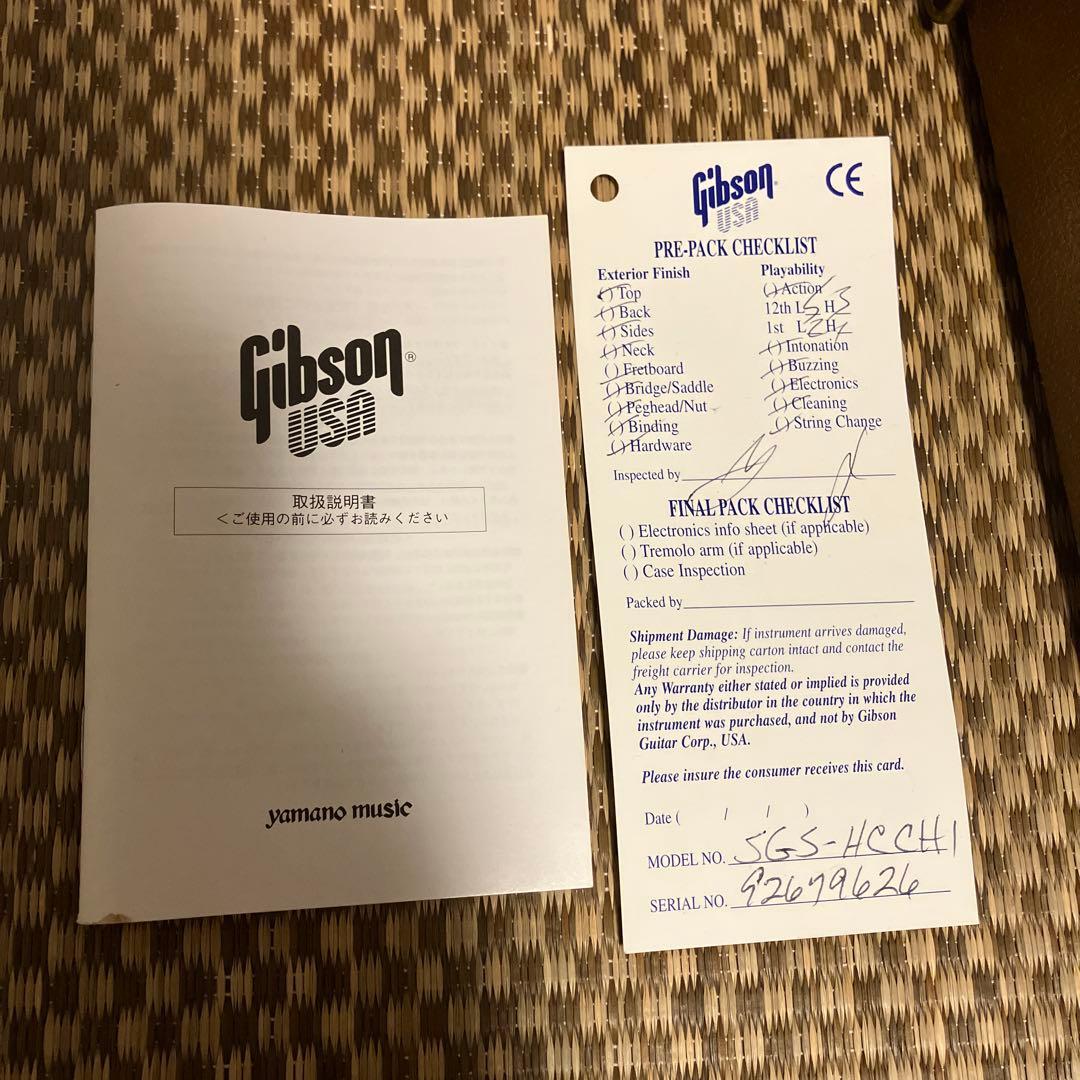 Gibson®
USA
取扱説明書
<ご使用の前に必ずお読みください
yamano music
Gibson CE
USA
PRE-PACK CHECKLIST
Exterior Finish Playability
( ) Top ( ) Action
( ) Back 12th L 5 H 3
( ) Sides 1st L 2 H
( ) Neck ( ) Intonation
( ) Fretboard ( ) Buzzing
( ) Bridge/Saddle ( ) Electronics
( ) Peghead/Nut ( ) Cleaning
( ) Binding ( ) String Change
( ) Hardware
Inspected by
FINAL PACK CHECKLIST
( ) Electronics info sheet (if applicable)
( ) Tremolo arm (if applicable)
( ) Case Inspection
Packed by
Shipment Damage: If instrument arrives damaged,
please keep shipping carton intact and contact the
freight carrier for inspection.
Any Warranty either stated or implied is provided
only by the distributor in the country in which the
instrument was purchased, and not by Gibson
Guitar Corp., USA.
Please insure the consumer receives this card.
Date ( / / )
MODEL NO. SGS-HCCH1
SERIAL NO. 92679626